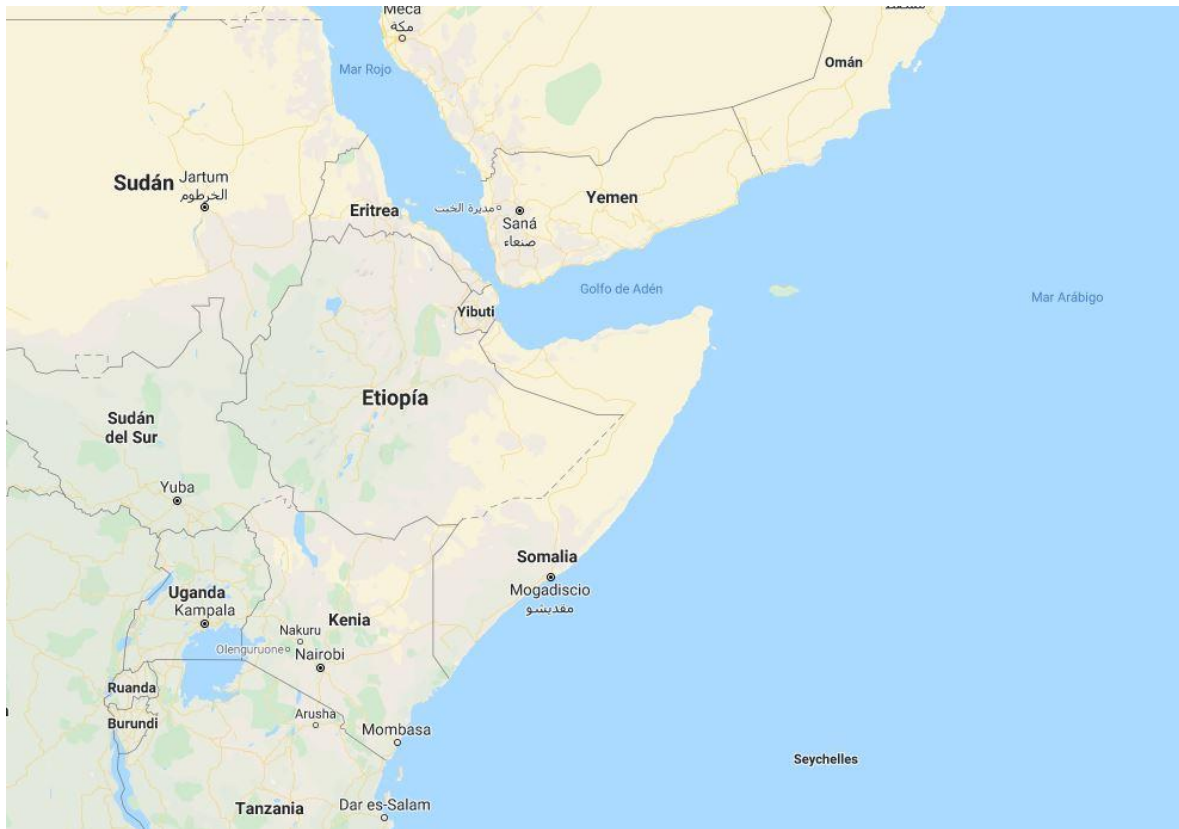 Meca
مكة
Mar Rojo
Omán
Sudán
Jartum
الخرطوم
Eritrea
مديرية الخبت
Yemen
Saná
صنعاء
Golfo de Adén
Mar Arábigo
Yibuti
Etiopía
Sudán
del Sur
Yuba
Somalia
Mogadiscio
مقديشو
Uganda
Kampala
Kenia
Nakuru
Olenguruone
Nairobi
Ruanda
Burundi
Arusha
Mombasa
Seychelles
Tanzania
Dar es-Salam